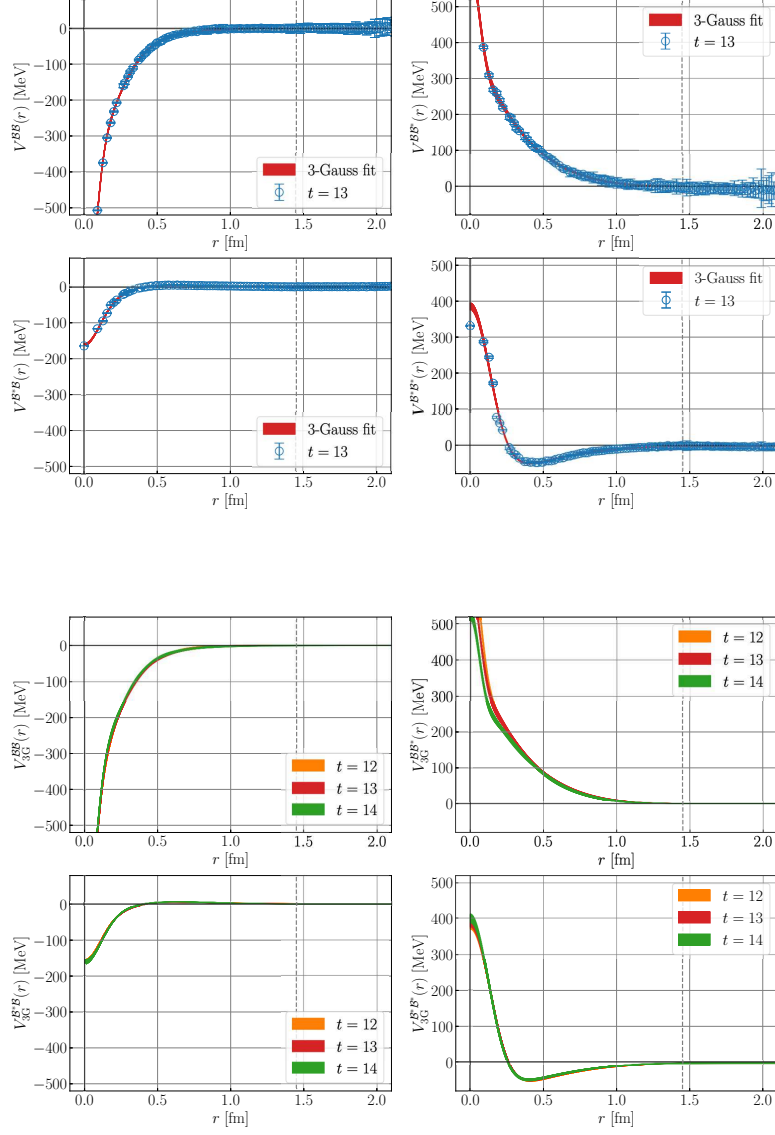 0
−100
−200
−300
−400
−500
V^{BB}(r) [MeV]
3-Gauss fit
t = 13
0.0 0.5 1.0 1.5 2.0
r [fm]
500
400
300
200
100
0
V^{BB*}(r) [MeV]
3-Gauss fit
t = 13
0.0 0.5 1.0 1.5 2.0
r [fm]
0
−100
−200
−300
−400
−500
V^{B*B}(r) [MeV]
3-Gauss fit
t = 13
0.0 0.5 1.0 1.5 2.0
r [fm]
500
400
300
200
100
0
V^{B*B*}(r) [MeV]
3-Gauss fit
t = 13
0.0 0.5 1.0 1.5 2.0
r [fm]
0
−100
−200
−300
−400
−500
V_{3G}^{BB}(r) [MeV]
t = 12
t = 13
t = 14
0.0 0.5 1.0 1.5 2.0
r [fm]
500
400
300
200
100
0
V_{3G}^{BB*}(r) [MeV]
t = 12
t = 13
t = 14
0.0 0.5 1.0 1.5 2.0
r [fm]
0
−100
−200
−300
−400
−500
V_{3G}^{B*B}(r) [MeV]
t = 12
t = 13
t = 14
0.0 0.5 1.0 1.5 2.0
r [fm]
500
400
300
200
100
0
V_{3G}^{B*B*}(r) [MeV]
t = 12
t = 13
t = 14
0.0 0.5 1.0 1.5 2.0
r [fm]